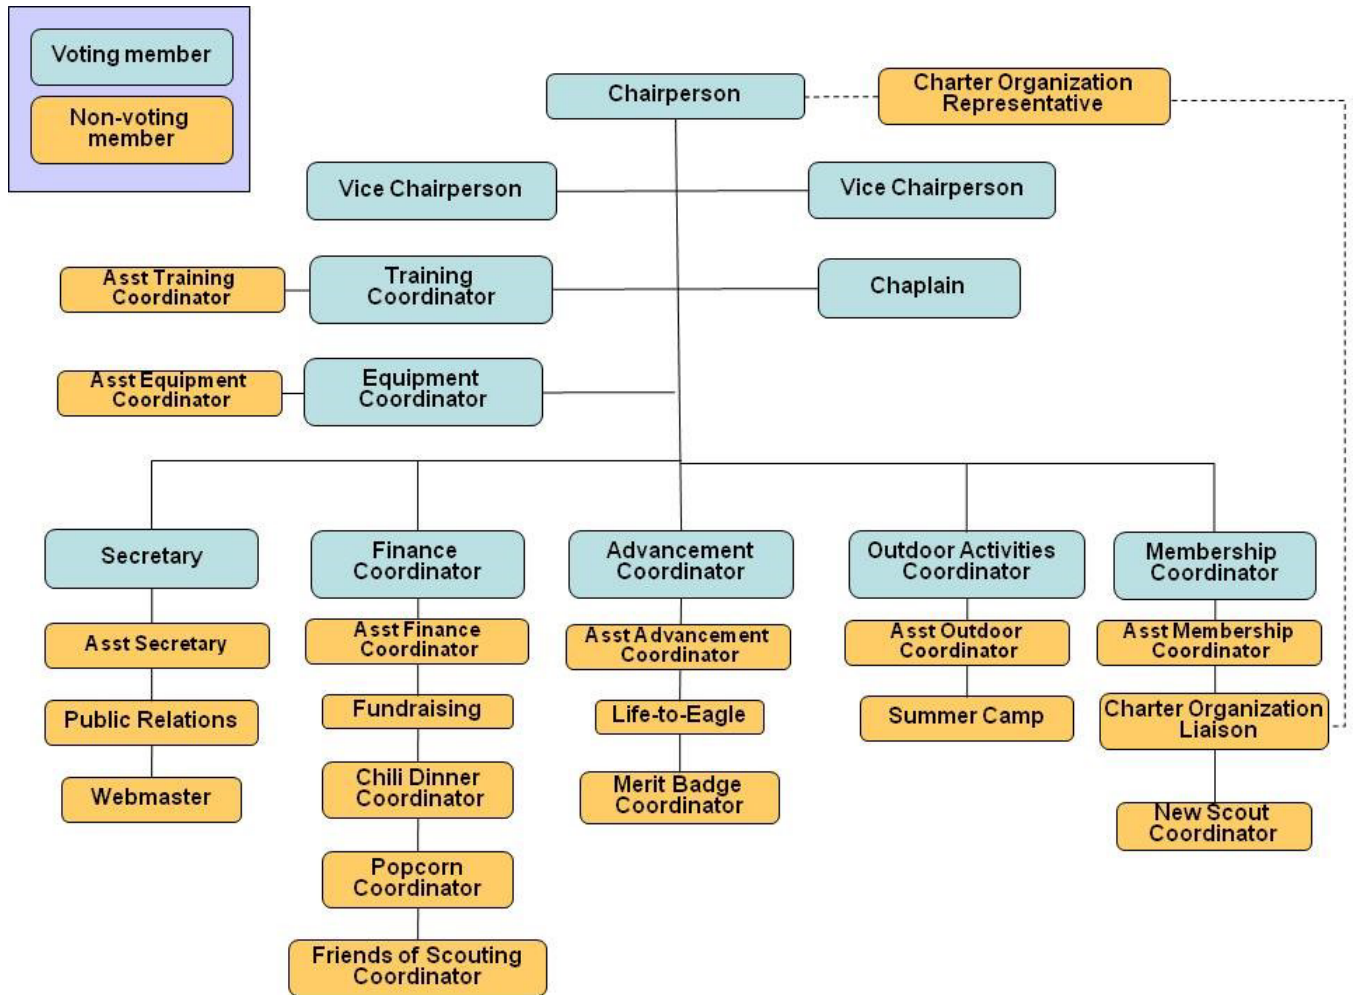 Voting member
Non-voting
member
Chairperson
Charter Organization
Representative
Vice Chairperson
Vice Chairperson
Asst Training
Coordinator
Training
Coordinator
Chaplain
Asst Equipment
Coordinator
Equipment
Coordinator
Secretary
Finance
Coordinator
Advancement
Coordinator
Outdoor Activities
Coordinator
Membership
Coordinator
Asst Secretary
Asst Finance
Coordinator
Asst Advancement
Coordinator
Asst Outdoor
Coordinator
Asst Membership
Coordinator
Public Relations
Fundraising
Life-to-Eagle
Summer Camp
Charter Organization
Liaison
Webmaster
Chili Dinner
Coordinator
Merit Badge
Coordinator
New Scout
Coordinator
Popcorn
Coordinator
Friends of Scouting
Coordinator